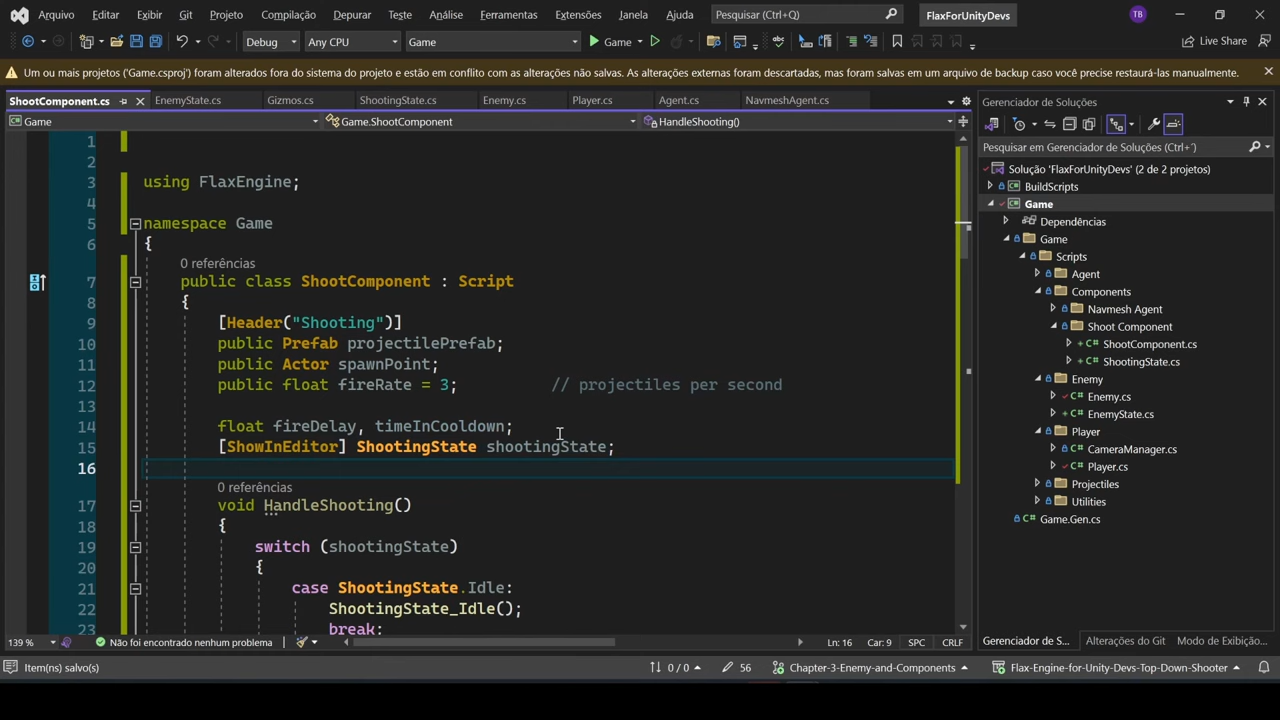 Arquivo Editar Exibir Git Projeto Compilação Depurar Teste Análise Ferramentas Extensões Janela Ajuda Pesquisar (Ctrl+Q) FlaxForUnityDevs TB
Debug Any CPU Game Game Live Share
Um ou mais projetos ('Game.csproj') foram alterados fora do sistema do projeto e estão em conflito com as alterações não salvas. As alterações externas foram descartadas, mas foram salvas em um arquivo de backup caso você precise restaurá-las manualmente.
ShootComponent.cs EnemyState.cs Gizmos.cs ShootingState.cs Enemy.cs Player.cs Agent.cs NavmeshAgent.cs
Game Game.ShootComponent HandleShooting()
1
2
3 using FlaxEngine;
4
5 namespace Game
6 {
0 referências
7 public class ShootComponent : Script
8 {
9 [Header("Shooting")]
10 public Prefab projectilePrefab;
11 public Actor spawnPoint;
12 public float fireRate = 3; // projectiles per second
13
14 float fireDelay, timeInCooldown;
15 [ShowInEditor] ShootingState shootingState;
16
0 referências
17 void HandleShooting()
18 {
19 switch (shootingState)
20 {
21 case ShootingState.Idle:
22 ShootingState_Idle();
23 break;
139 % Não foi encontrado nenhum problema Ln: 16 Car: 9 SPC CRLF
Gerenciador de Soluções
Pesquisar em Gerenciador de Soluções (Ctrl+´)
Solução 'FlaxForUnityDevs' (2 de 2 projetos)
BuildScripts
Game
Dependências
Game
Scripts
Agent
Components
Navmesh Agent
Shoot Component
ShootComponent.cs
ShootingState.cs
Enemy
Enemy.cs
EnemyState.cs
Player
CameraManager.cs
Player.cs
Projectiles
Utilities
Game.Gen.cs
Gerenciador de S... Alterações do Git Modo de Exibição...
Item(ns) salvo(s) 0 / 0 56 Chapter-3-Enemy-and-Components Flax-Engine-for-Unity-Devs-Top-Down-Shooter